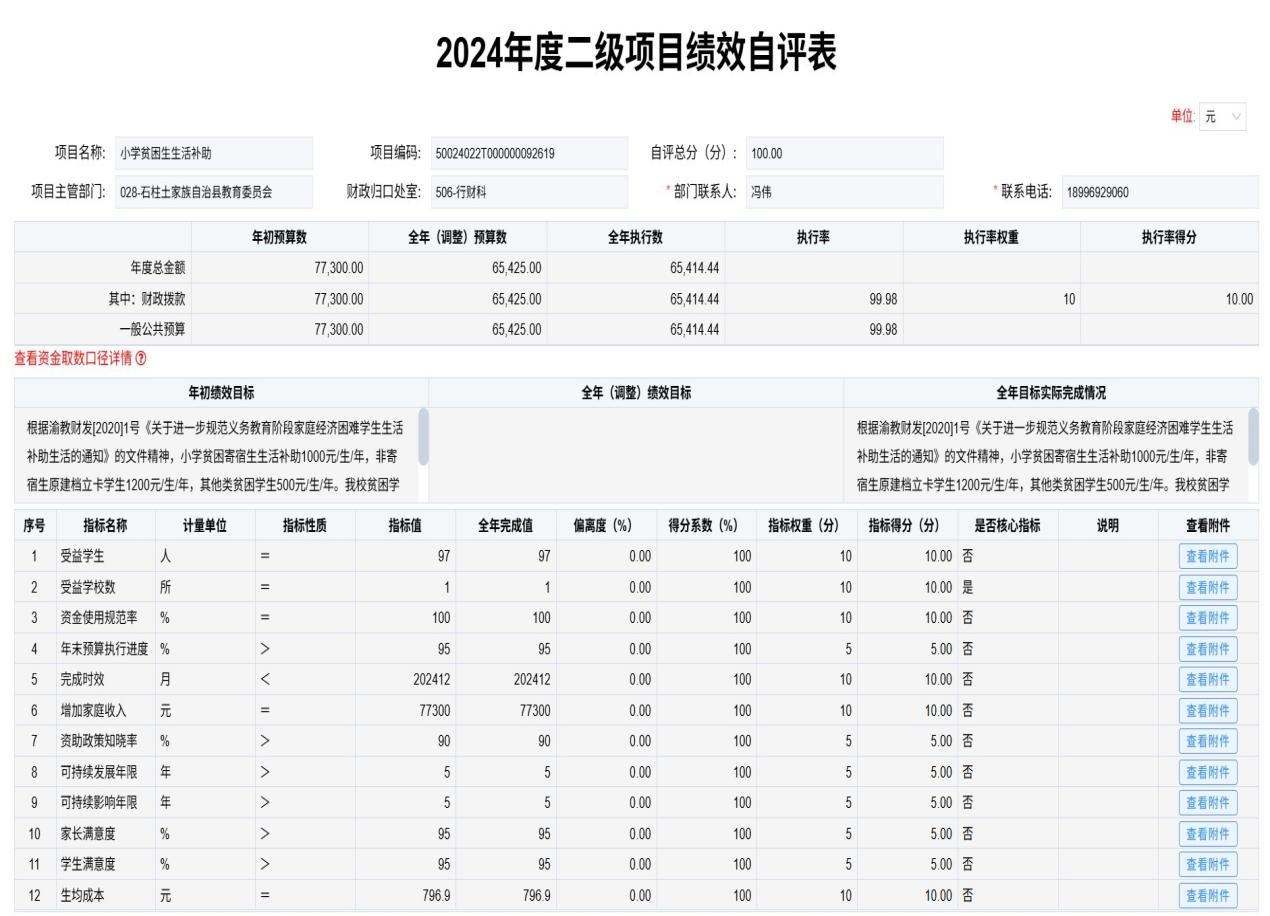 2024年度二级项目绩效自评表
单位: 元
项目名称: 小学贫困生生活补助 项目编码: 50024022T000000092619 自评总分（分）: 100.00
项目主管部门: 028-石柱土家族自治县教育委员会 财政归口处室: 506-行财科 * 部门联系人: 冯伟 * 联系电话: 18996929060
年初预算数 全年（调整）预算数 全年执行数 执行率 执行率权重 执行率得分
年度总金额 77,300.00 65,425.00 65,414.44
其中：财政拨款 77,300.00 65,425.00 65,414.44 99.98 10 10.00
一般公共预算 77,300.00 65,425.00 65,414.44 99.98
查看资金取数口径详情 ?
年初绩效目标 全年（调整）绩效目标 全年目标实际完成情况
根据渝教财发[2020]1号《关于进一步规范义务教育阶段家庭经济困难学生生活
补助生活的通知》的文件精神，小学贫困寄宿生生活补助1000元/生/年，非寄
宿生原建档立卡学生1200元/生/年，其他类贫困学生500元/生/年。我校贫困学
根据渝教财发[2020]1号《关于进一步规范义务教育阶段家庭经济困难学生生活
补助生活的通知》的文件精神，小学贫困寄宿生生活补助1000元/生/年，非寄
宿生原建档立卡学生1200元/生/年，其他类贫困学生500元/生/年。我校贫困学
序号 指标名称 计量单位 指标性质 指标值 全年完成值 偏离度（%） 得分系数（%） 指标权重（分） 指标得分（分） 是否核心指标 说明 查看附件
1 受益学生 人 = 97 97 0.00 100 10 10.00 否 查看附件
2 受益学校数 所 = 1 1 0.00 100 10 10.00 是 查看附件
3 资金使用规范率 % = 100 100 0.00 100 10 10.00 否 查看附件
4 年末预算执行进度 % > 95 95 0.00 100 5 5.00 否 查看附件
5 完成时效 月 < 202412 202412 0.00 100 10 10.00 否 查看附件
6 增加家庭收入 元 = 77300 77300 0.00 100 10 10.00 否 查看附件
7 资助政策知晓率 % > 90 90 0.00 100 5 5.00 否 查看附件
8 可持续发展年限 年 > 5 5 0.00 100 5 5.00 否 查看附件
9 可持续影响年限 年 > 5 5 0.00 100 5 5.00 否 查看附件
10 家长满意度 % > 95 95 0.00 100 5 5.00 否 查看附件
11 学生满意度 % > 95 95 0.00 100 5 5.00 否 查看附件
12 生均成本 元 = 796.9 796.9 0.00 100 10 10.00 否 查看附件